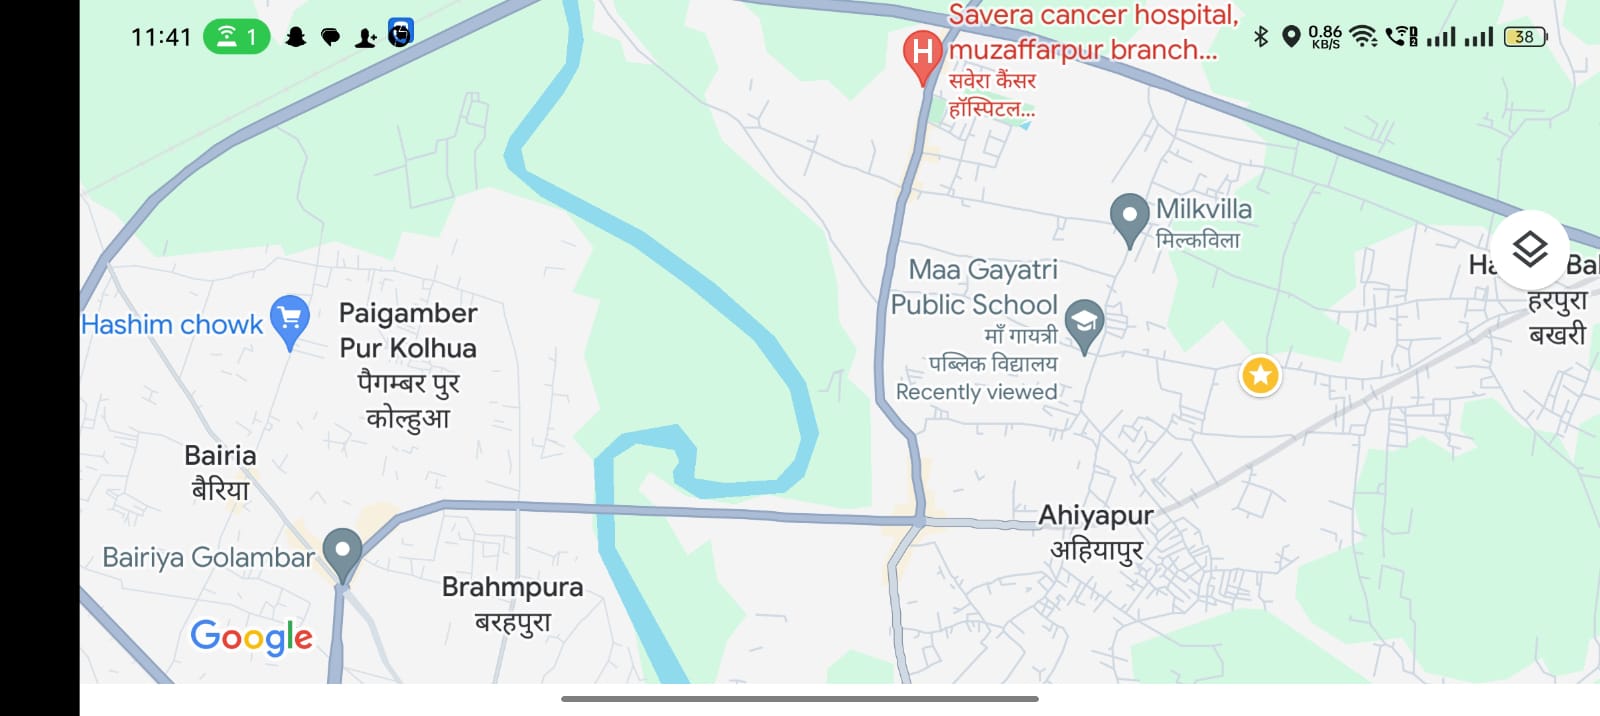 11:41
1
0.86
KB/S
2
38
Savera cancer hospital,
muzaffarpur branch...
सवेरा कैंसर
हॉस्पिटल...
H
Milkvilla
मिल्कविला
Maa Gayatri
Public School
माँ गायत्री
पब्लिक विद्यालय
Recently viewed
हरपुरा
बखरी
Hashim chowk
Paigamber
Pur Kolhua
पैगम्बर पुर
कोल्हुआ
Bairia
बैरिया
Ahiyapur
अहियापुर
Bairiya Golambar
Brahmpura
बरहपुरा
Google